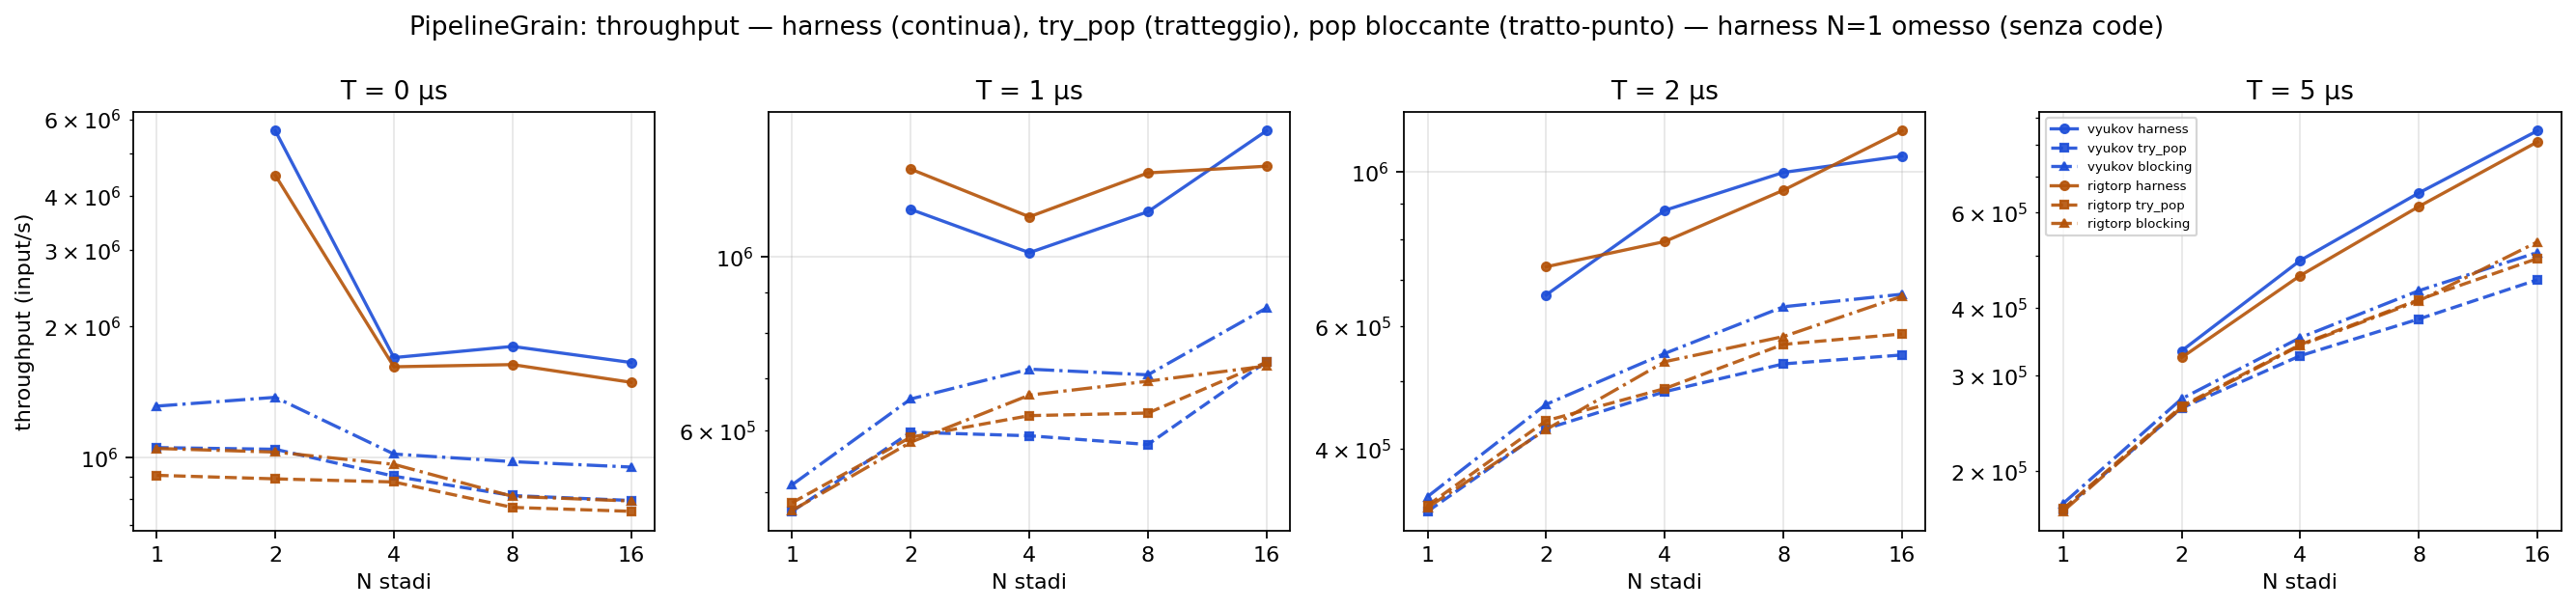 PipelineGrain: throughput — harness (continua), try_pop (tratteggio), pop bloccante (tratto-punto) — harness N=1 omesso (senza code)
T = 0 µs
throughput (input/s)
6 × 10⁶
4 × 10⁶
3 × 10⁶
2 × 10⁶
10⁶
1 2 4 8 16
N stadi
T = 1 µs
10⁶
6 × 10⁵
1 2 4 8 16
N stadi
T = 2 µs
10⁶
6 × 10⁵
4 × 10⁵
1 2 4 8 16
N stadi
T = 5 µs
6 × 10⁵
4 × 10⁵
3 × 10⁵
2 × 10⁵
vyukov harness
vyukov try_pop
vyukov blocking
rigtorp harness
rigtorp try_pop
rigtorp blocking
1 2 4 8 16
N stadi